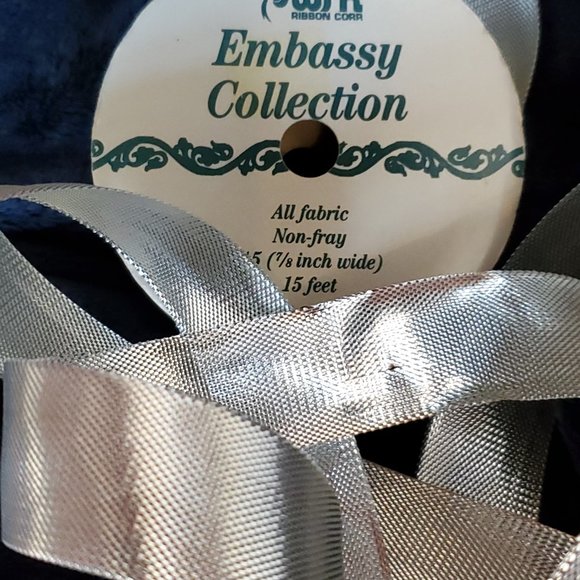 RIBBON CORP
Embassy
Collection
All fabric
Non-fray
(⅞ inch wide)
15 feet